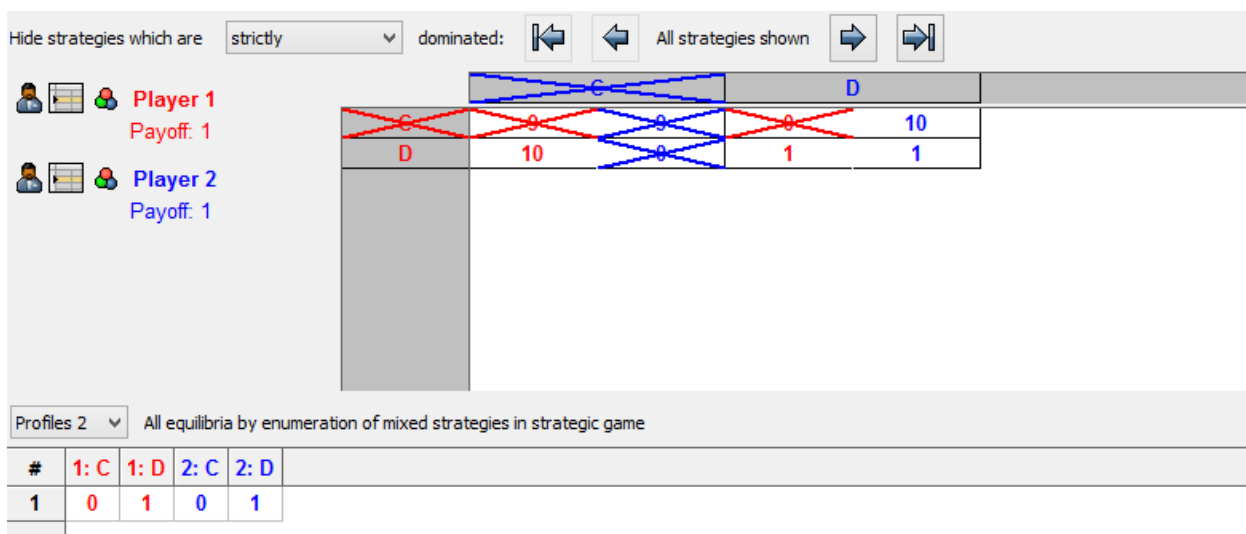 Hide strategies which are strictly dominated: All strategies shown
C D
Player 1
Payoff: 1
C 9 9 0 10
D 10 0 1 1
Player 2
Payoff: 1
Profiles 2 All equilibria by enumeration of mixed strategies in strategic game
# 1: C 1: D 2: C 2: D
1 0 1 0 1